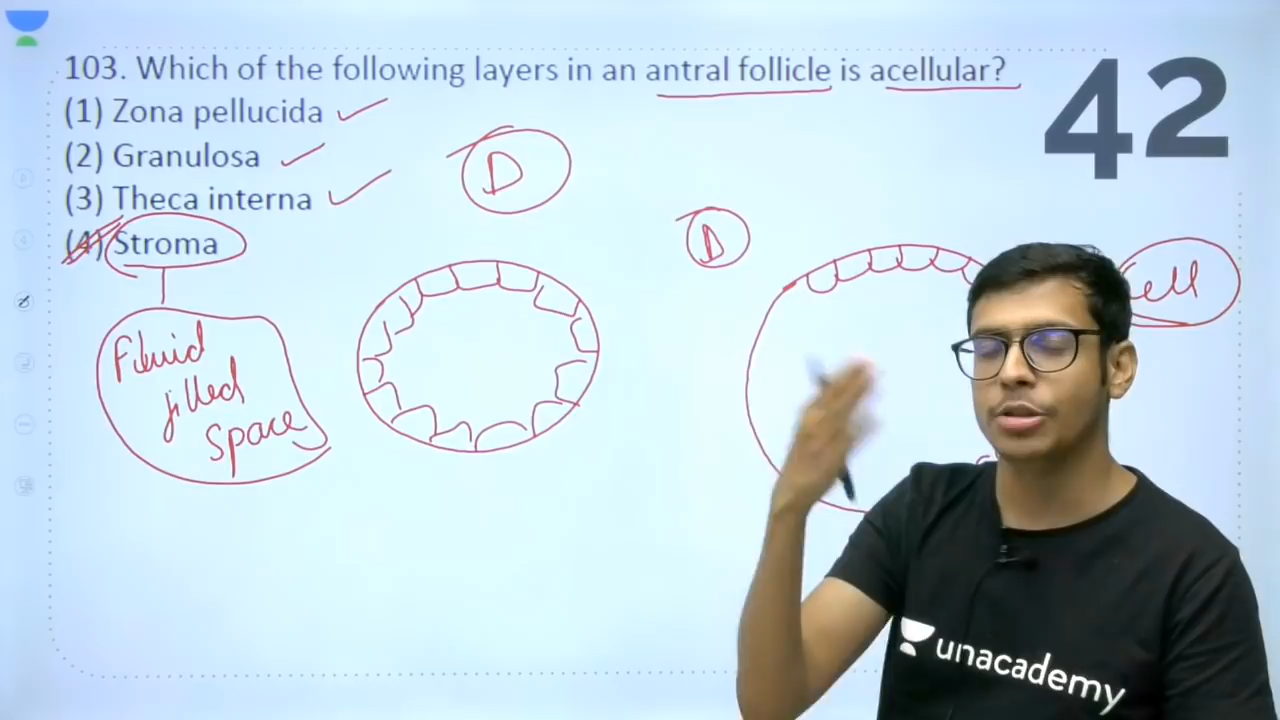 103. Which of the following layers in an antral follicle is acellular?
(1) Zona pellucida
(2) Granulosa
(3) Theca interna
(4) Stroma
42
D
D
cell
Fluid
filled
space
unacademy